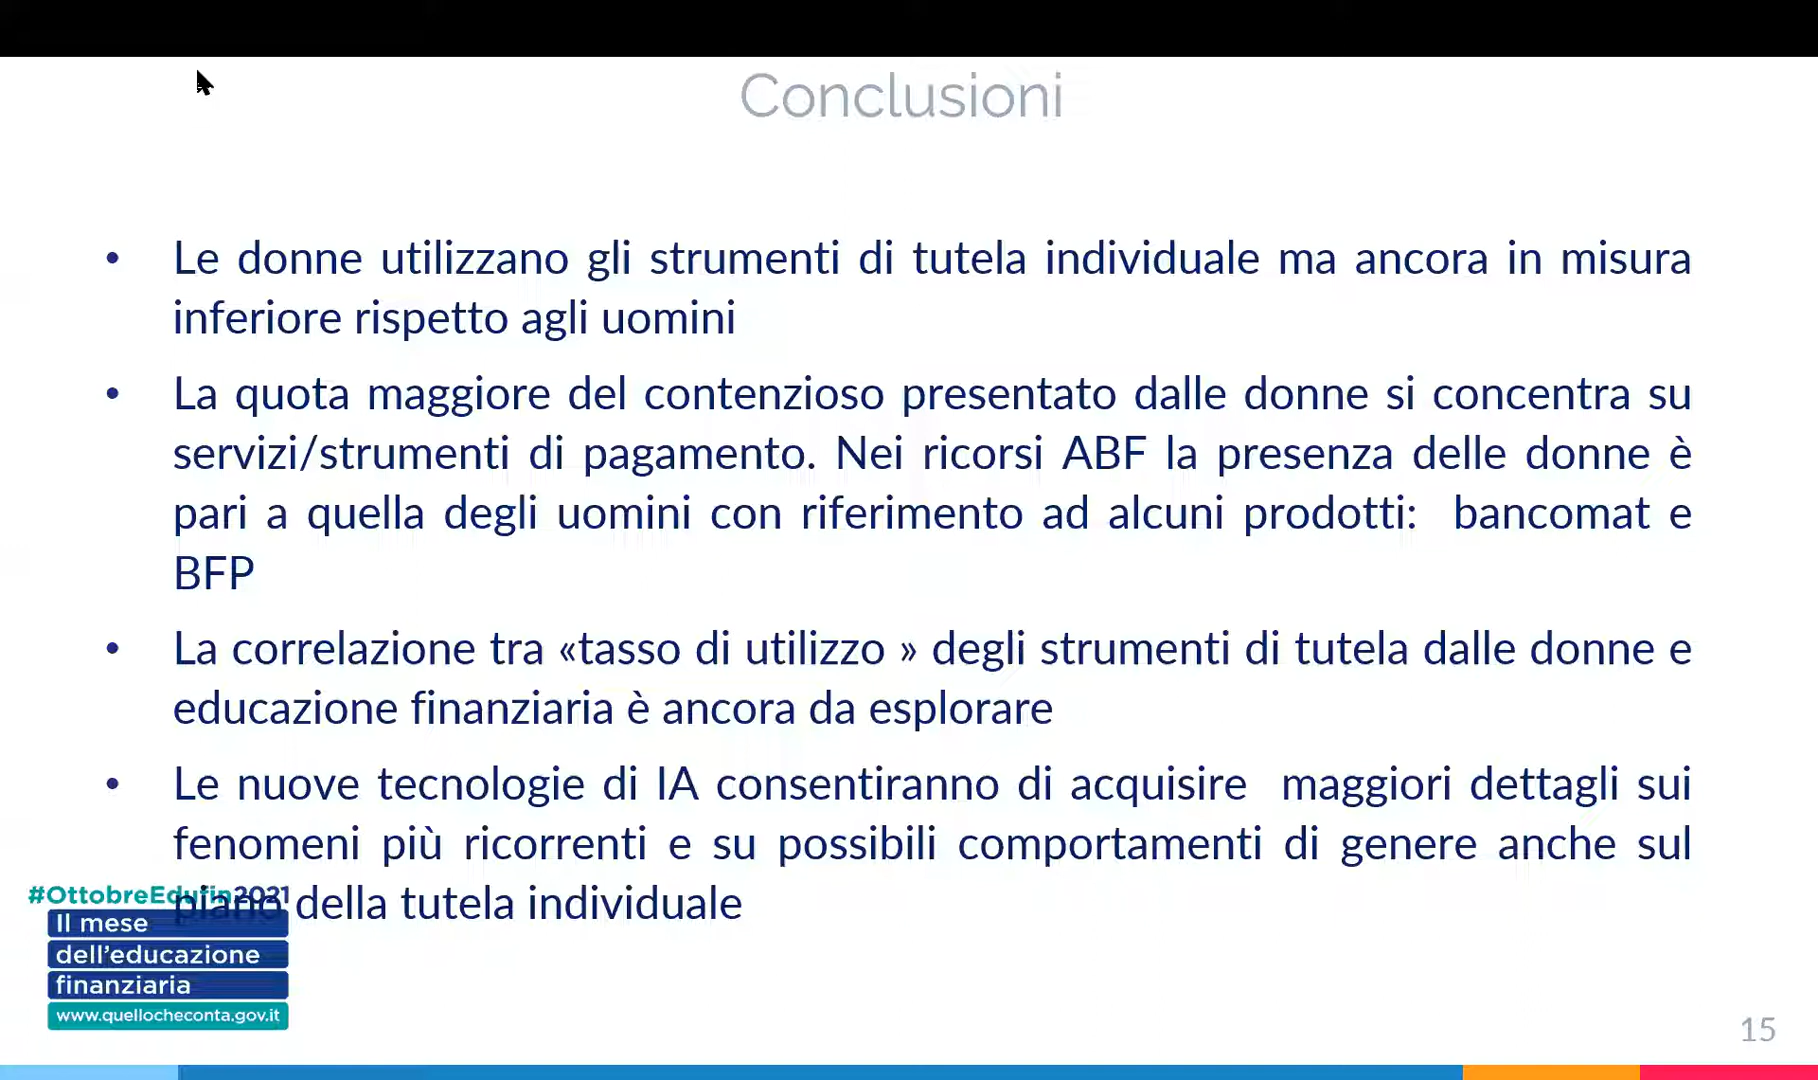 Conclusioni
• Le donne utilizzano gli strumenti di tutela individuale ma ancora in misura
inferiore rispetto agli uomini
• La quota maggiore del contenzioso presentato dalle donne si concentra su
servizi/strumenti di pagamento. Nei ricorsi ABF la presenza delle donne è
pari a quella degli uomini con riferimento ad alcuni prodotti: bancomat e
BFP
• La correlazione tra «tasso di utilizzo » degli strumenti di tutela dalle donne e
educazione finanziaria è ancora da esplorare
• Le nuove tecnologie di IA consentiranno di acquisire maggiori dettagli sui
fenomeni più ricorrenti e su possibili comportamenti di genere anche sul
piano della tutela individuale
#OttobreEdufin2021
Il mese
dell'educazione
finanziaria
www.quellocheconta.gov.it
15